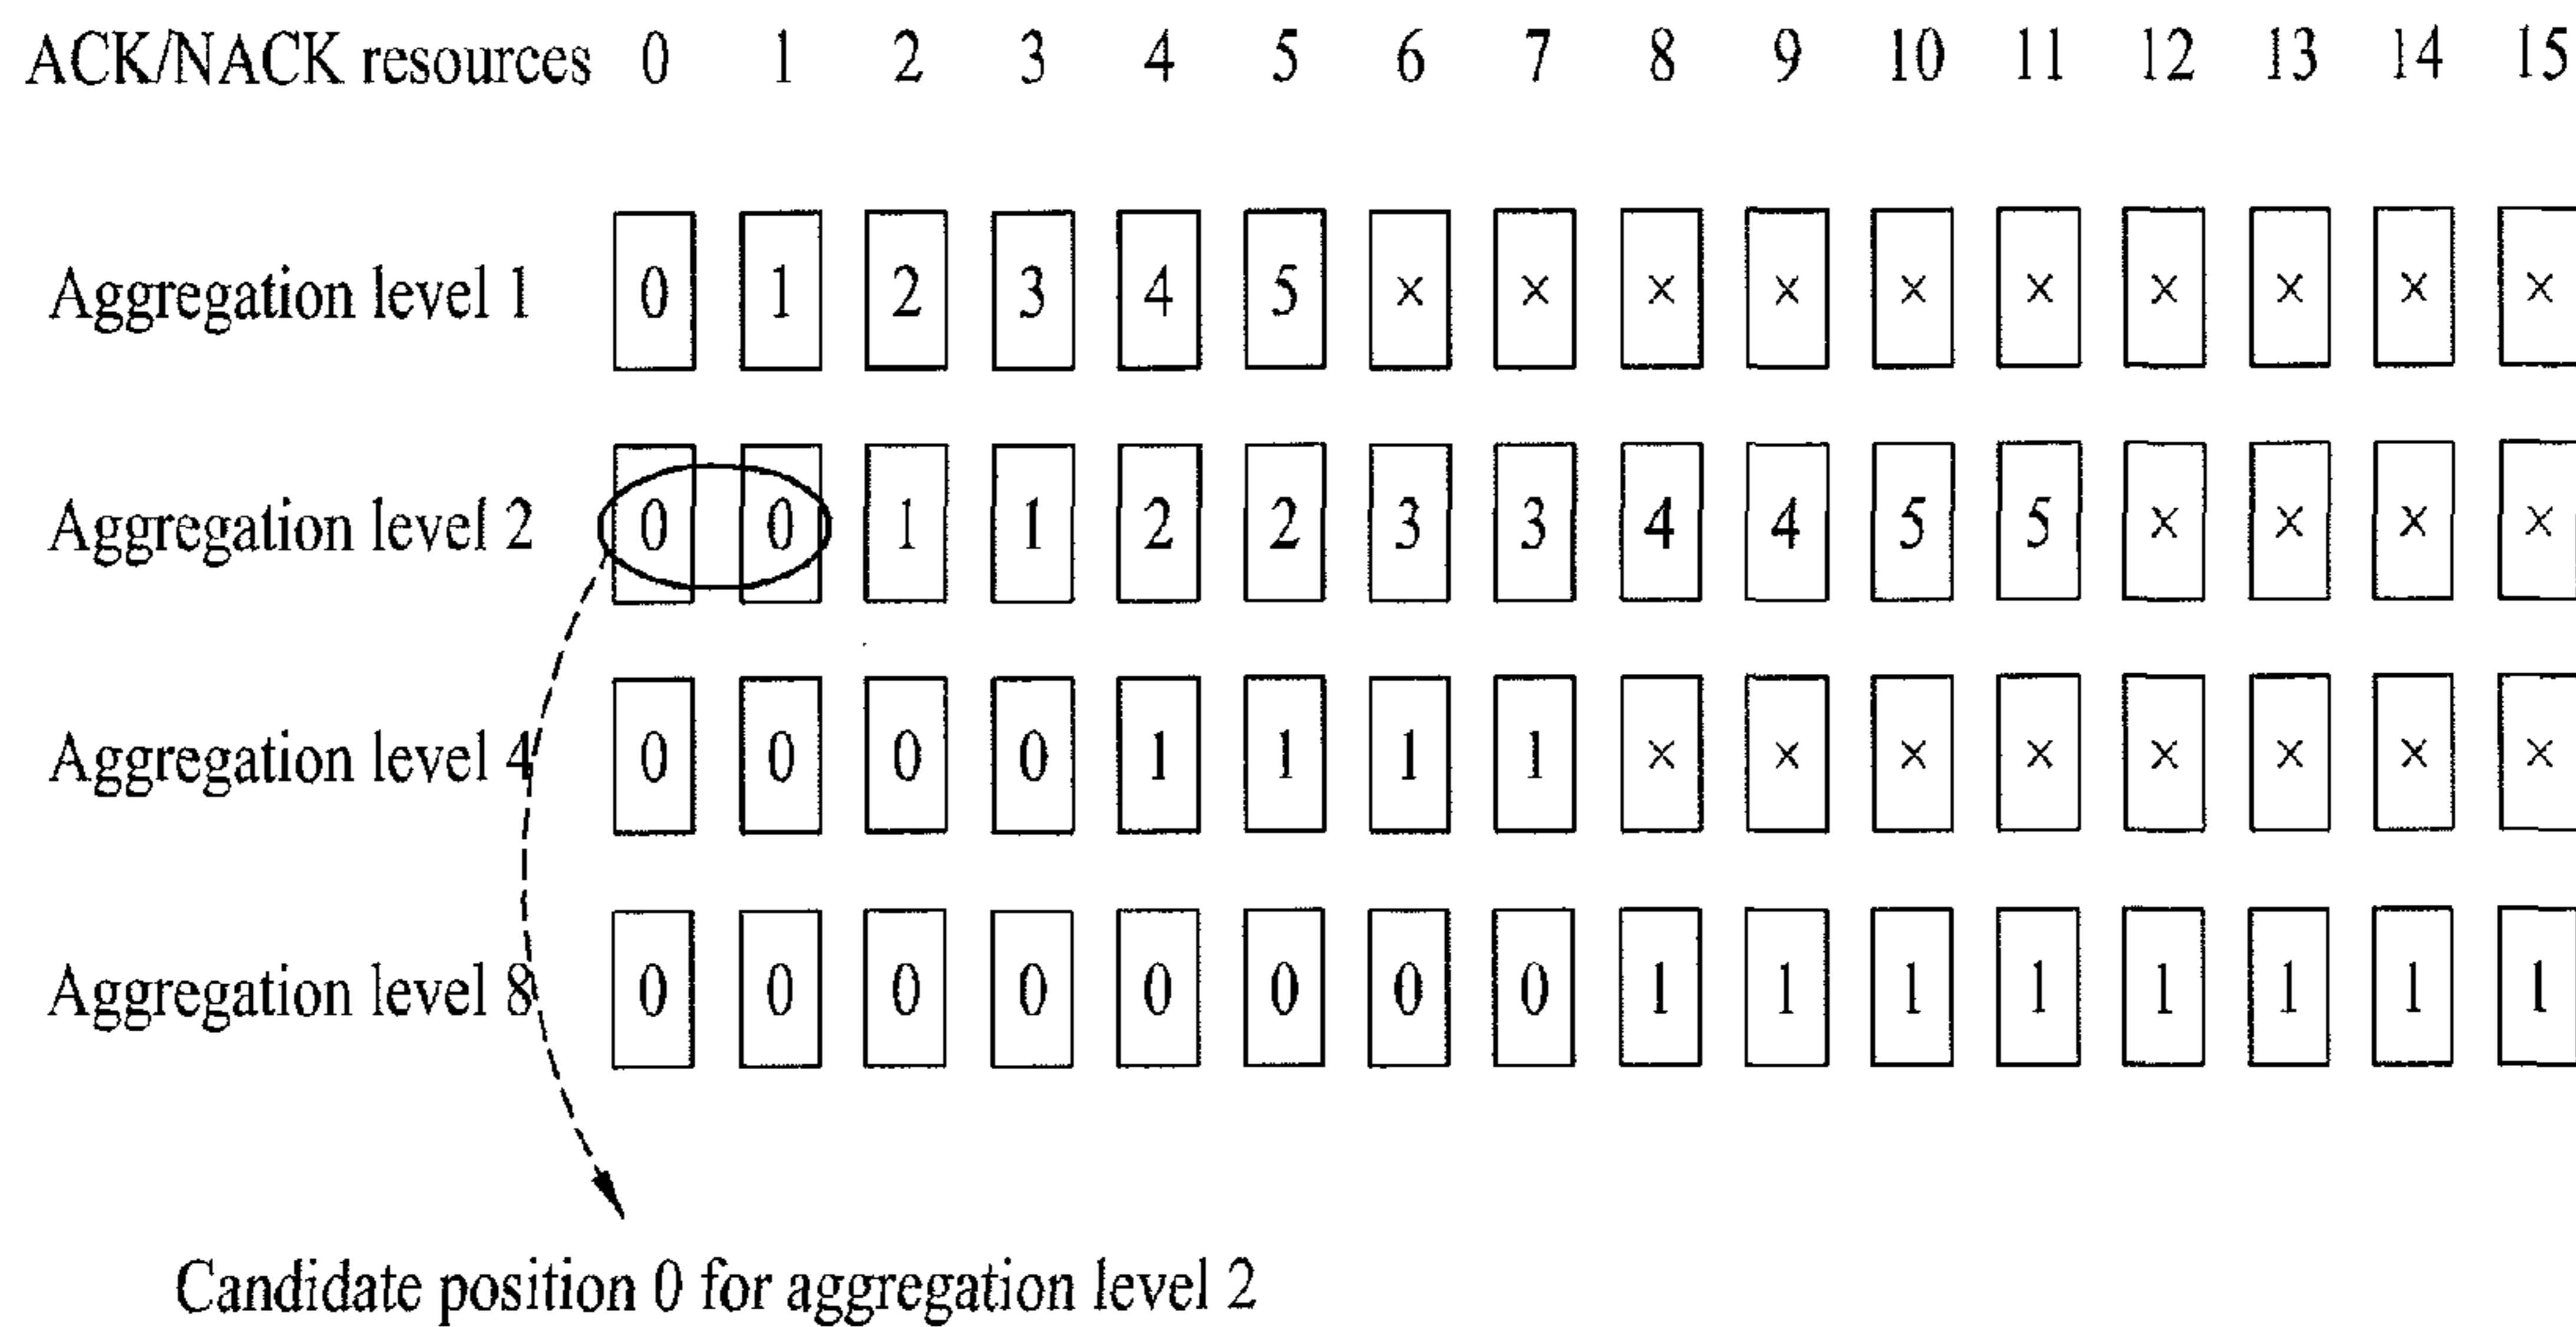 ACK/NACK resources 0 1 2 3 4 5 6 7 8 9 10 11 12 13 14 15
Aggregation level 1 0 1 2 3 4 5 × × × × × × × × × ×
Aggregation level 2 0 0 1 1 2 2 3 3 4 4 5 5 × × × ×
Aggregation level 4 0 0 0 0 1 1 1 1 × × × × × × × ×
Aggregation level 8 0 0 0 0 0 0 0 0 1 1 1 1 1 1 1 1
Candidate position 0 for aggregation level 2